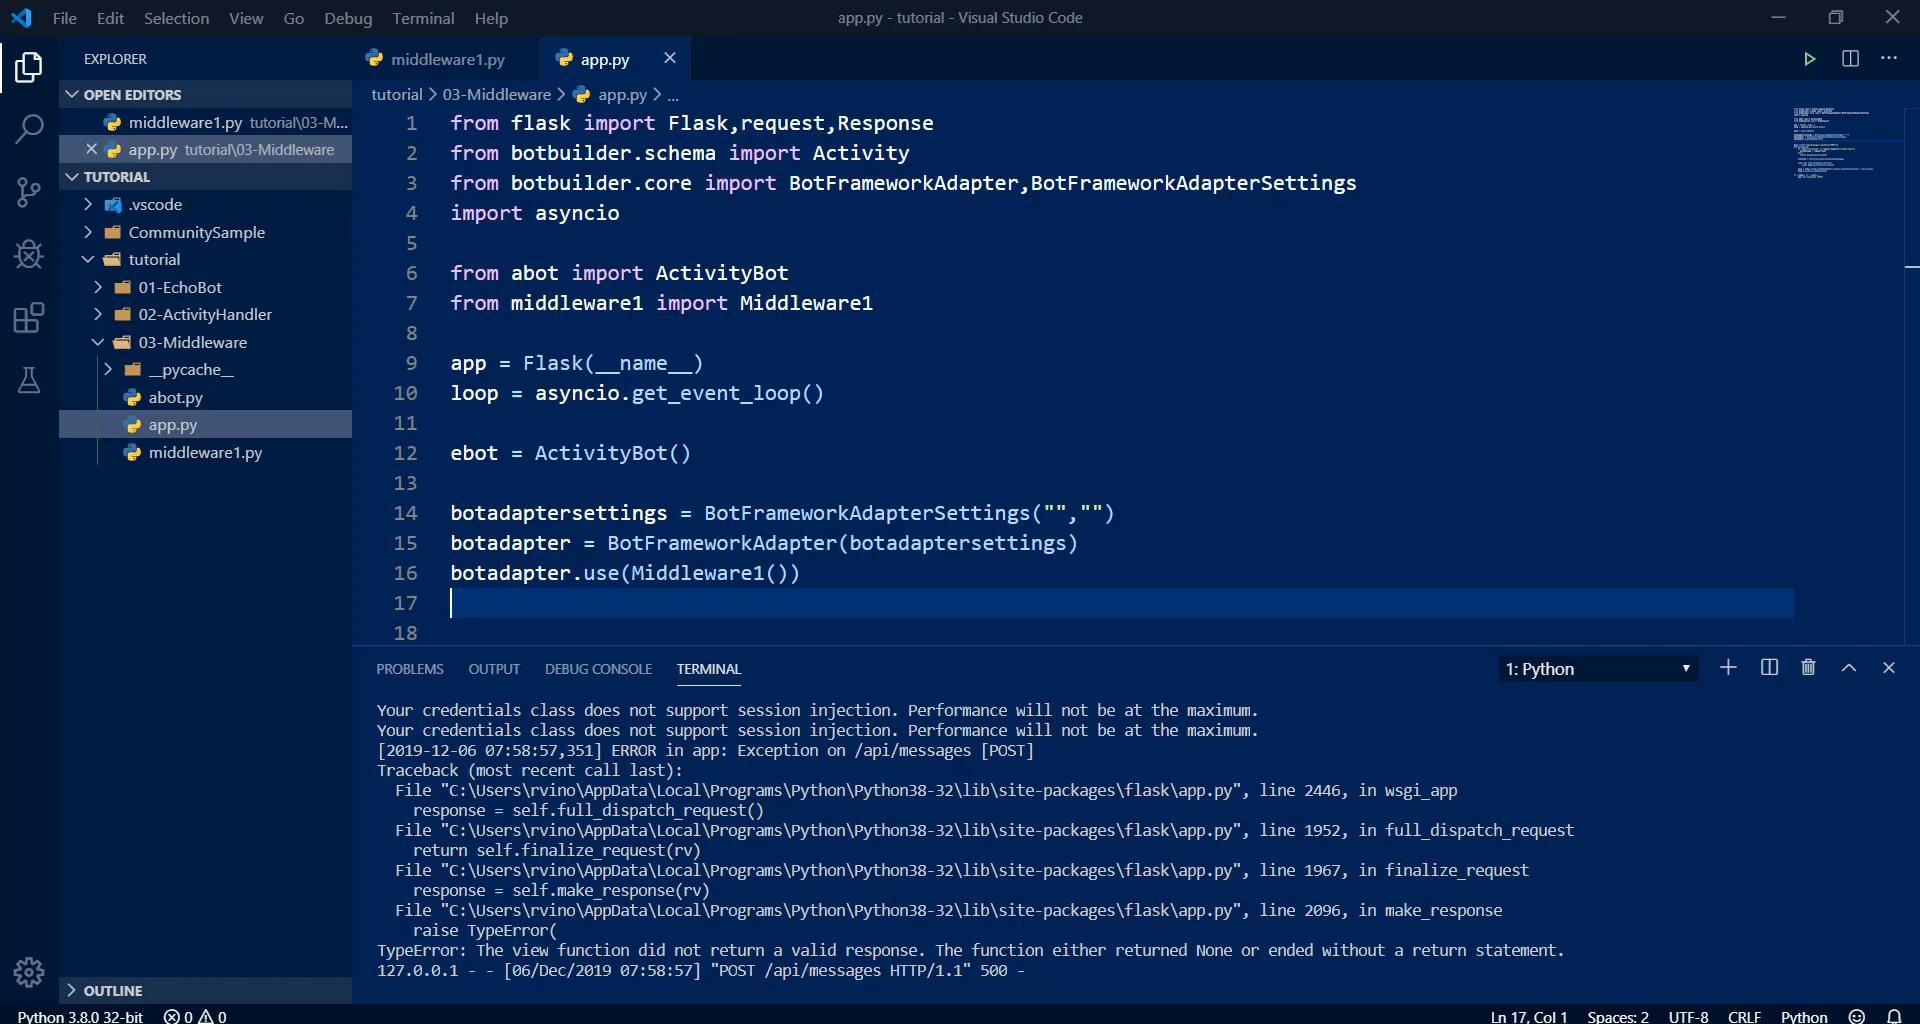 File Edit Selection View Go Debug Terminal Help
app.py - tutorial - Visual Studio Code
EXPLORER
OPEN EDITORS
middleware1.py tutorial\03-M...
app.py tutorial\03-Middleware
TUTORIAL
.vscode
CommunitySample
tutorial
01-EchoBot
02-ActivityHandler
03-Middleware
__pycache__
abot.py
app.py
middleware1.py
OUTLINE
middleware1.py
app.py
tutorial > 03-Middleware > app.py > ...
1 from flask import Flask,request,Response
2 from botbuilder.schema import Activity
3 from botbuilder.core import BotFrameworkAdapter,BotFrameworkAdapterSettings
4 import asyncio
5
6 from abot import ActivityBot
7 from middleware1 import Middleware1
8
9 app = Flask(__name__)
10 loop = asyncio.get_event_loop()
11
12 ebot = ActivityBot()
13
14 botadaptersettings = BotFrameworkAdapterSettings("","")
15 botadapter = BotFrameworkAdapter(botadaptersettings)
16 botadapter.use(Middleware1())
17
18
PROBLEMS OUTPUT DEBUG CONSOLE TERMINAL
1: Python
Your credentials class does not support session injection. Performance will not be at the maximum.
Your credentials class does not support session injection. Performance will not be at the maximum.
[2019-12-06 07:58:57,351] ERROR in app: Exception on /api/messages [POST]
Traceback (most recent call last):
File "C:\Users\rvino\AppData\Local\Programs\Python\Python38-32\lib\site-packages\flask\app.py", line 2446, in wsgi_app
response = self.full_dispatch_request()
File "C:\Users\rvino\AppData\Local\Programs\Python\Python38-32\lib\site-packages\flask\app.py", line 1952, in full_dispatch_request
return self.finalize_request(rv)
File "C:\Users\rvino\AppData\Local\Programs\Python\Python38-32\lib\site-packages\flask\app.py", line 1967, in finalize_request
response = self.make_response(rv)
File "C:\Users\rvino\AppData\Local\Programs\Python\Python38-32\lib\site-packages\flask\app.py", line 2096, in make_response
raise TypeError(
TypeError: The view function did not return a valid response. The function either returned None or ended without a return statement.
127.0.0.1 - - [06/Dec/2019 07:58:57] "POST /api/messages HTTP/1.1" 500 -
Python 3.8.0 32-bit 0 0
Ln 17, Col 1 Spaces: 2 UTF-8 CRLF Python